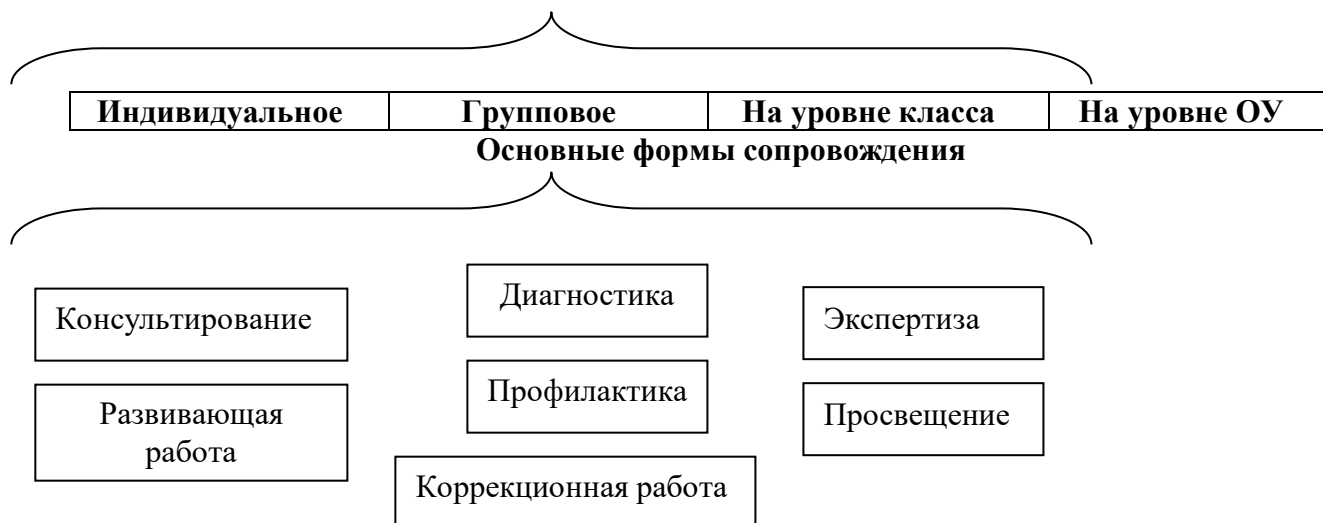 Индивидуальное Групповое На уровне класса На уровне ОУ
Основные формы сопровождения
Консультирование
Диагностика
Экспертиза
Развивающая
работа
Профилактика
Просвещение
Коррекционная работа